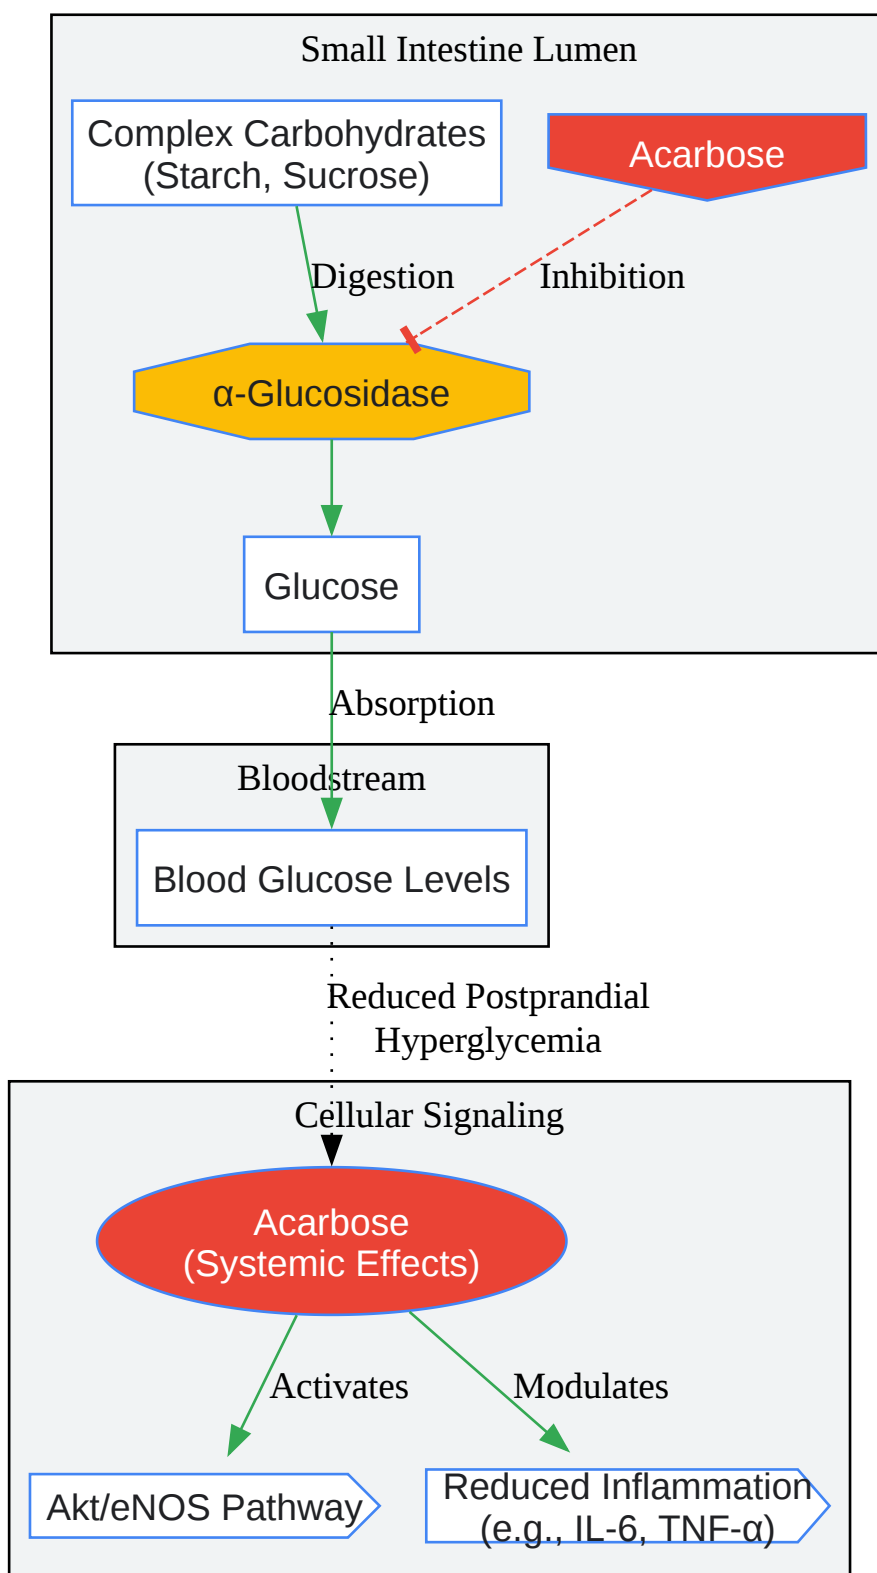 Small Intestine Lumen
Complex Carbohydrates
(Starch, Sucrose)
Acarbose
Digestion
Inhibition
α-Glucosidase
Glucose
Absorption
Bloodstream
Blood Glucose Levels
Reduced Postprandial
Hyperglycemia
Cellular Signaling
Acarbose
(Systemic Effects)
Activates
Modulates
Akt/eNOS Pathway
Reduced Inflammation
(e.g., IL-6, TNF-α)